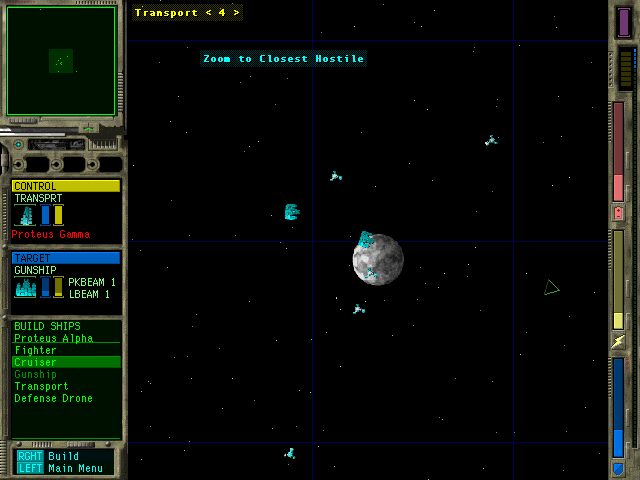 Transport < 4 >
Zoom to Closest Hostile
CONTROL
TRANSPRT
Proteus Gamma
TARGET
GUNSHIP
PKBEAM 1
LBEAM 1
BUILD SHIPS
Proteus Alpha
Fighter
Cruiser
Gunship
Transport
Defense Drone
RGHT Build
LEFT Main Menu